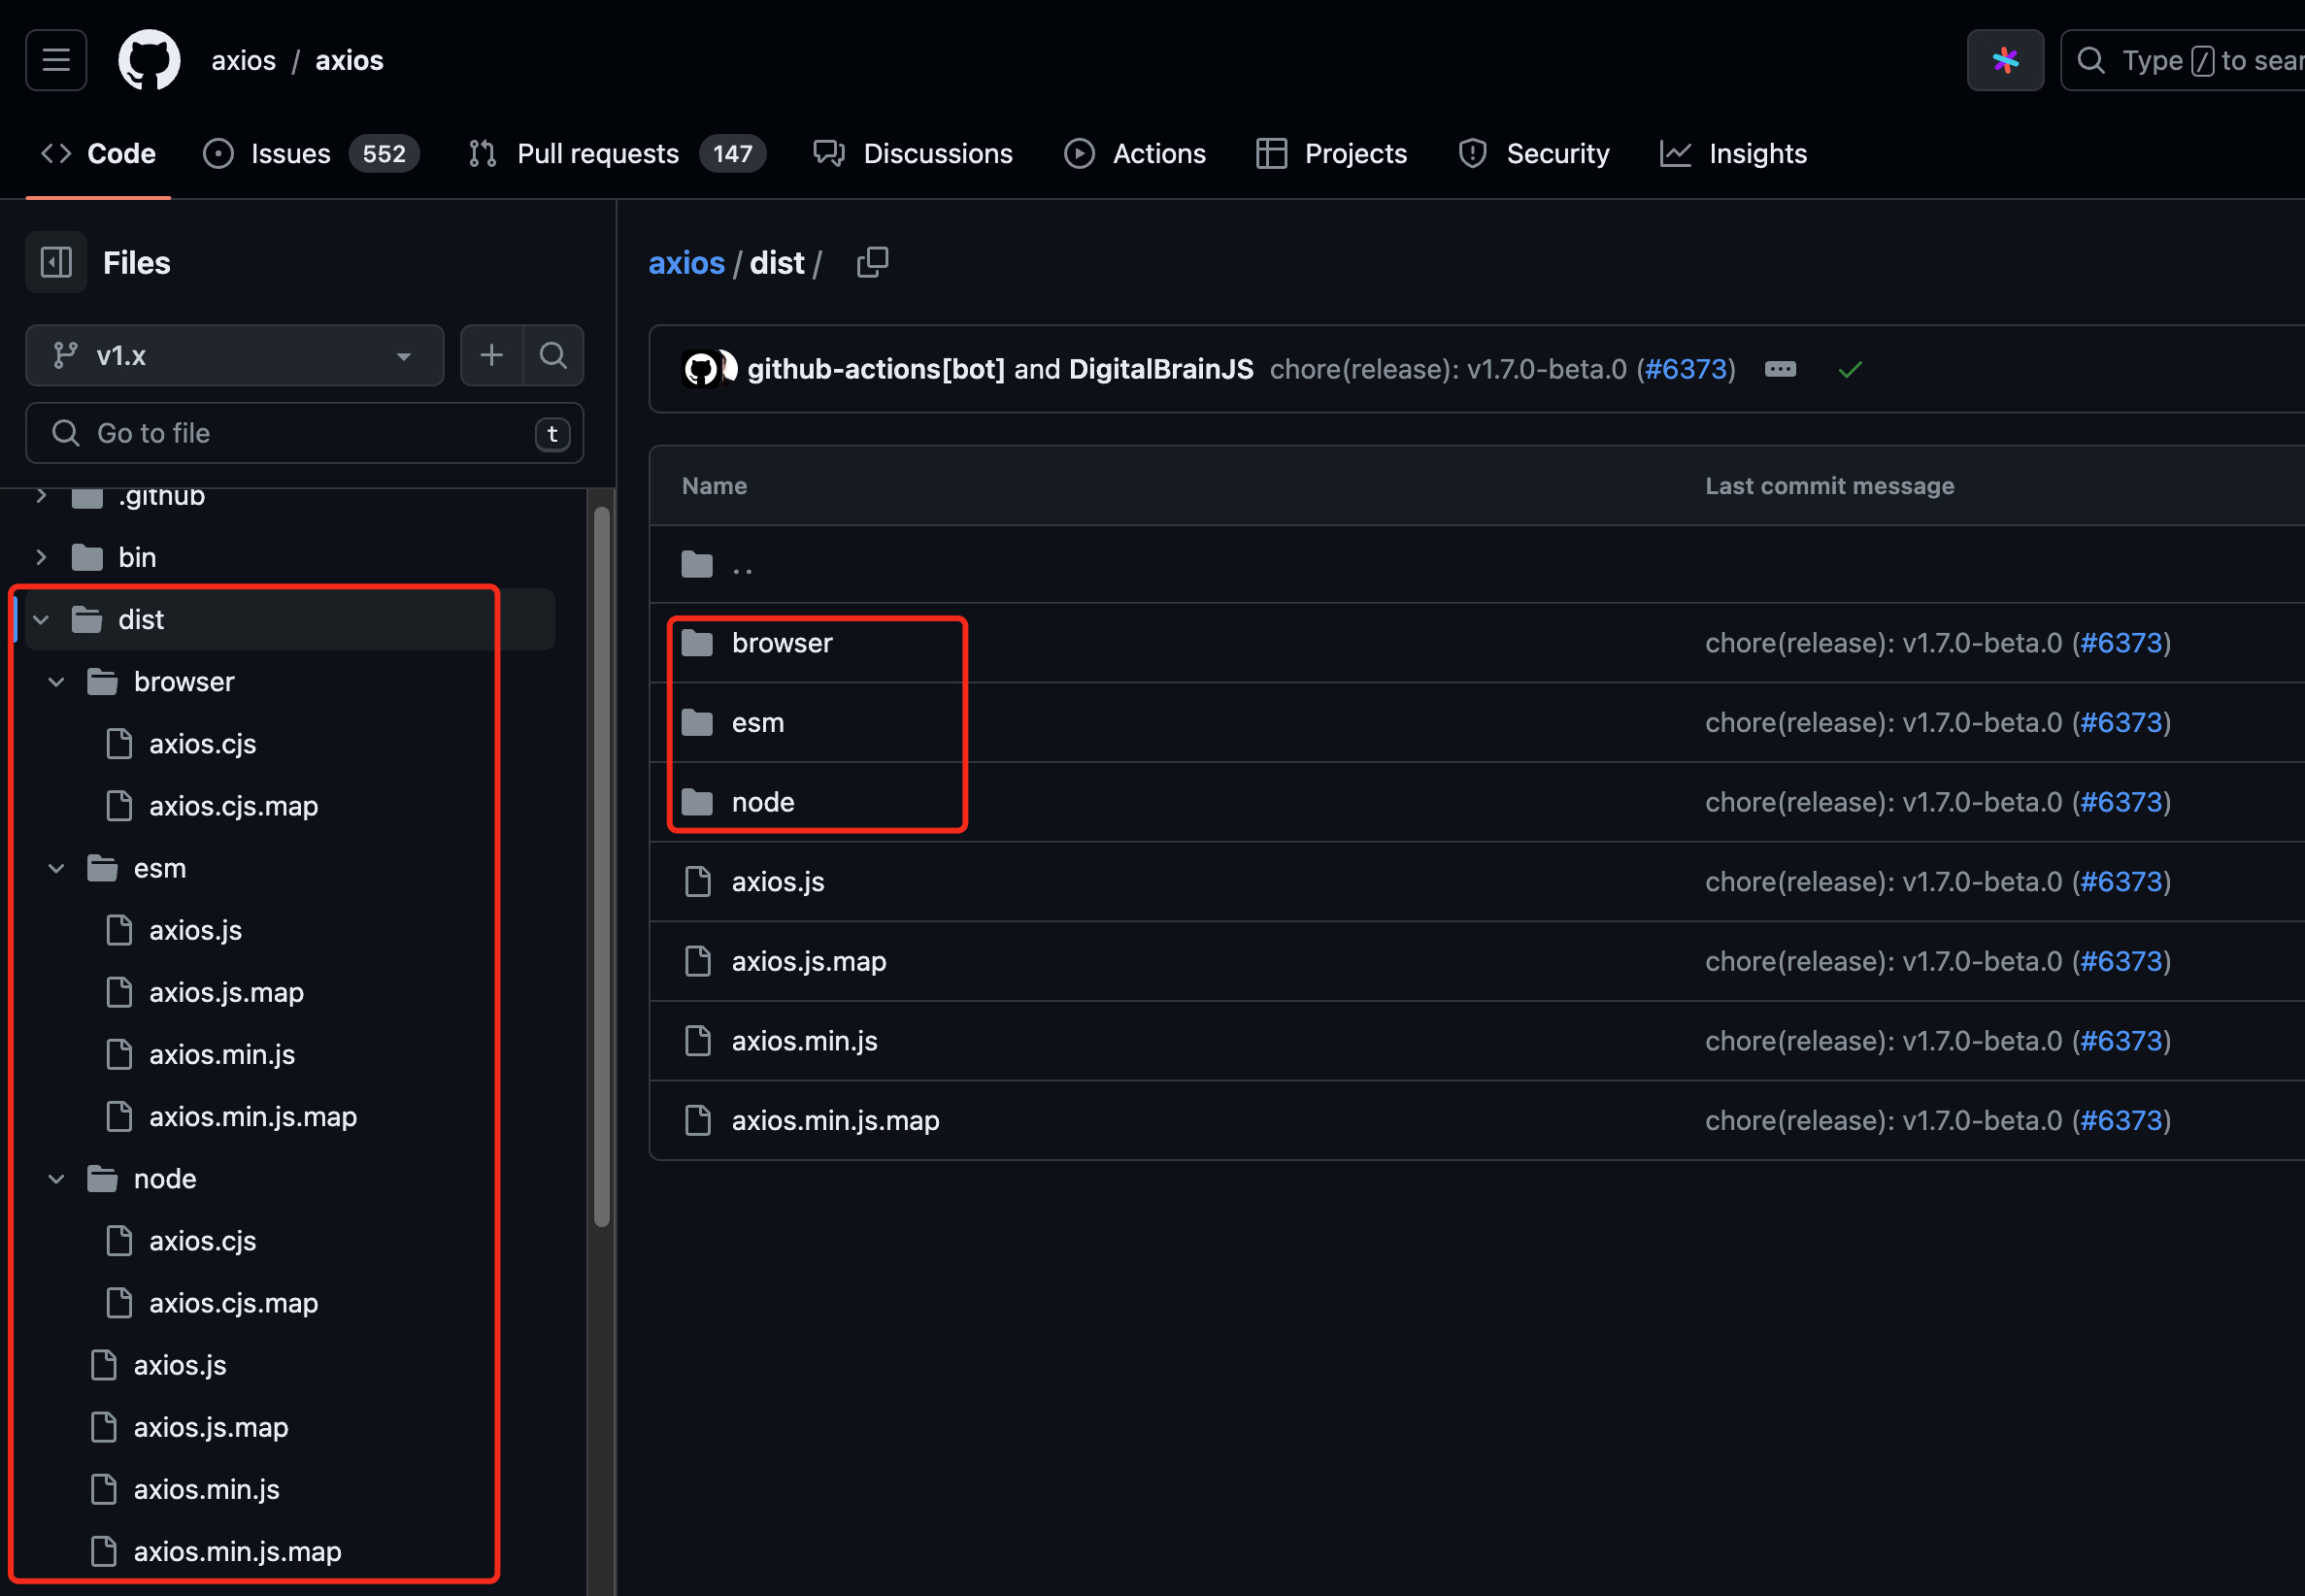 axios / axios
Type / to sear
Code
Issues 552
Pull requests 147
Discussions
Actions
Projects
Security
Insights
Files
v1.x
Go to file
t
.github
bin
dist
browser
axios.cjs
axios.cjs.map
esm
axios.js
axios.js.map
axios.min.js
axios.min.js.map
node
axios.cjs
axios.cjs.map
axios.js
axios.js.map
axios.min.js
axios.min.js.map
axios / dist /
github-actions[bot] and DigitalBrainJS chore(release): v1.7.0-beta.0 (#6373)
Name Last commit message
..
browser chore(release): v1.7.0-beta.0 (#6373)
esm chore(release): v1.7.0-beta.0 (#6373)
node chore(release): v1.7.0-beta.0 (#6373)
axios.js chore(release): v1.7.0-beta.0 (#6373)
axios.js.map chore(release): v1.7.0-beta.0 (#6373)
axios.min.js chore(release): v1.7.0-beta.0 (#6373)
axios.min.js.map chore(release): v1.7.0-beta.0 (#6373)